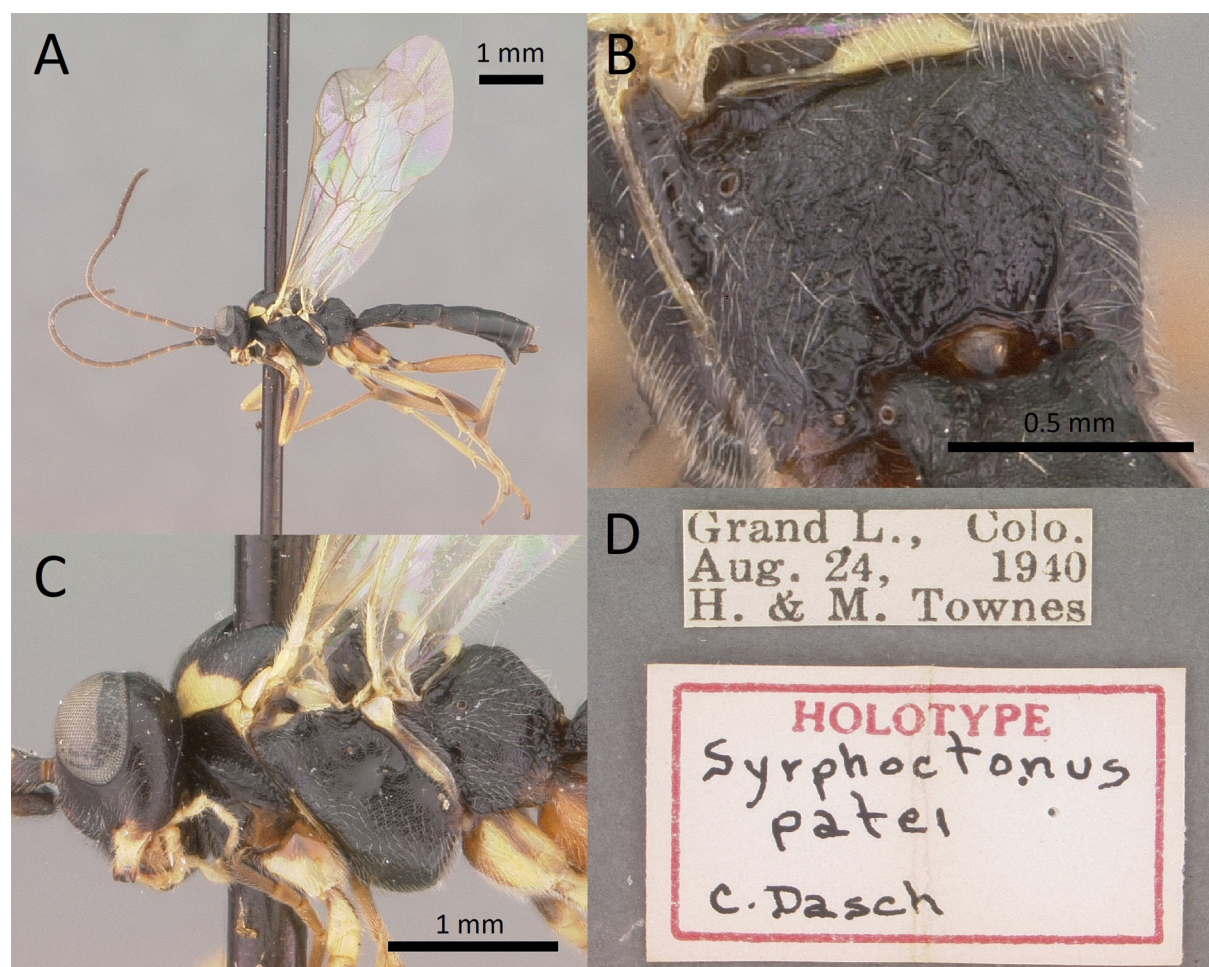 A
1 mm
B
0.5 mm
C
1 mm
D
Grand L., Colo.
Aug. 24, 1940
H. & M. Townes
HOLOTYPE
Syrphoctonus
patei
C. Dasch